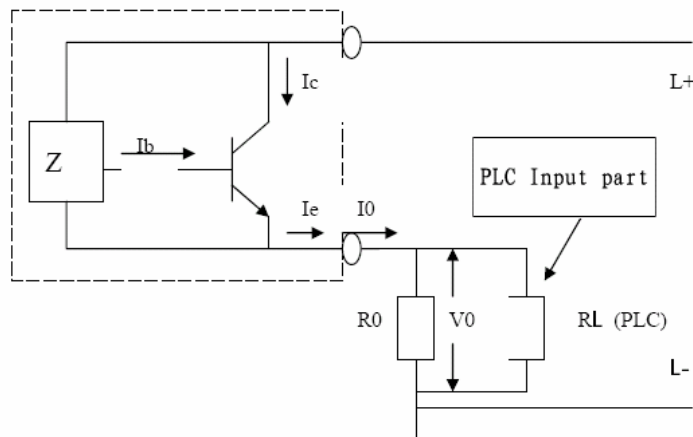 Ic
L+
Z
Ib
PLC Input part
Ie
I0
R0
V0
RL (PLC)
L-